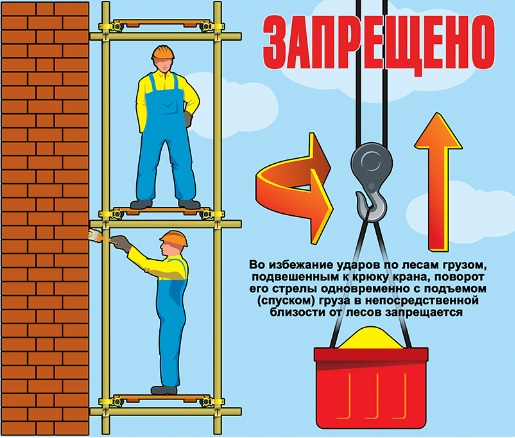 ЗАПРЕЩЕНО
Во избежание ударов по лесам грузом,
подвешенным к крюку крана, поворот
его стрелы одновременно с подъемом
(спуском) груза в непосредственной
близости от лесов запрещается